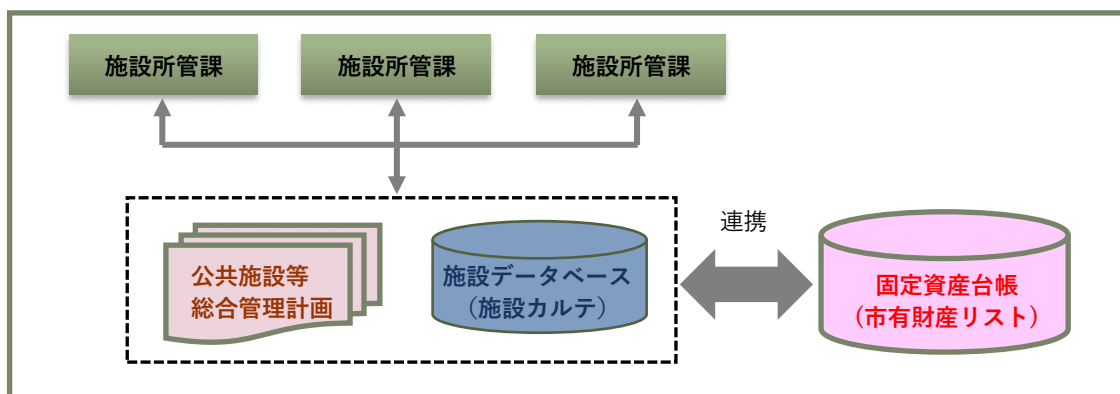 施設所管課
施設所管課
施設所管課
連携
公共施設等
総合管理計画
施設データベース
（施設カルテ）
固定資産台帳
（市有財産リスト）